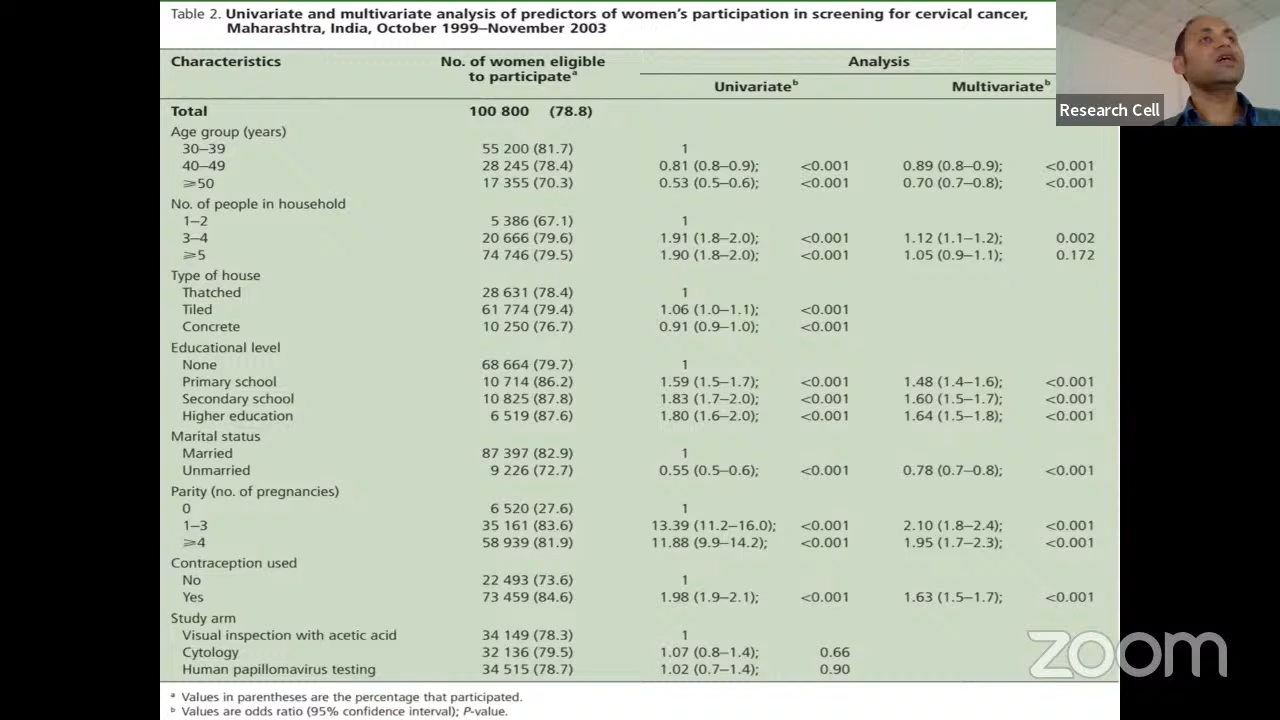 Table 2. Univariate and multivariate analysis of predictors of women's participation in screening for cervical cancer,
Maharashtra, India, October 1999–November 2003
Characteristics No. of women eligible to participateᵃ Analysis
Univariateᵇ Multivariateᵇ
Total 100 800 (78.8)
Age group (years)
30–39 55 200 (81.7) 1
40–49 28 245 (78.4) 0.81 (0.8–0.9); <0.001 0.89 (0.8–0.9); <0.001
≥50 17 355 (70.3) 0.53 (0.5–0.6); <0.001 0.70 (0.7–0.8); <0.001
No. of people in household
1–2 5 386 (67.1) 1
3–4 20 666 (79.6) 1.91 (1.8–2.0); <0.001 1.12 (1.1–1.2); 0.002
≥5 74 746 (79.5) 1.90 (1.8–2.0); <0.001 1.05 (0.9–1.1); 0.172
Type of house
Thatched 28 631 (78.4) 1
Tiled 61 774 (79.4) 1.06 (1.0–1.1); <0.001
Concrete 10 250 (76.7) 0.91 (0.9–1.0); <0.001
Educational level
None 68 664 (79.7) 1
Primary school 10 714 (86.2) 1.59 (1.5–1.7); <0.001 1.48 (1.4–1.6); <0.001
Secondary school 10 825 (87.8) 1.83 (1.7–2.0); <0.001 1.60 (1.5–1.7); <0.001
Higher education 6 519 (87.6) 1.80 (1.6–2.0); <0.001 1.64 (1.5–1.8); <0.001
Marital status
Married 87 397 (82.9) 1
Unmarried 9 226 (72.7) 0.55 (0.5–0.6); <0.001 0.78 (0.7–0.8); <0.001
Parity (no. of pregnancies)
0 6 520 (27.6) 1
1–3 35 161 (83.6) 13.39 (11.2–16.0); <0.001 2.10 (1.8–2.4); <0.001
≥4 58 939 (81.9) 11.88 (9.9–14.2); <0.001 1.95 (1.7–2.3); <0.001
Contraception used
No 22 493 (73.6) 1
Yes 73 459 (84.6) 1.98 (1.9–2.1); <0.001 1.63 (1.5–1.7); <0.001
Study arm
Visual inspection with acetic acid 34 149 (78.3) 1
Cytology 32 136 (79.5) 1.07 (0.8–1.4); 0.66
Human papillomavirus testing 34 515 (78.7) 1.02 (0.7–1.4); 0.90
ᵃ Values in parentheses are the percentage that participated.
ᵇ Values are odds ratio (95% confidence interval); P-value.
Research Cell
zoom